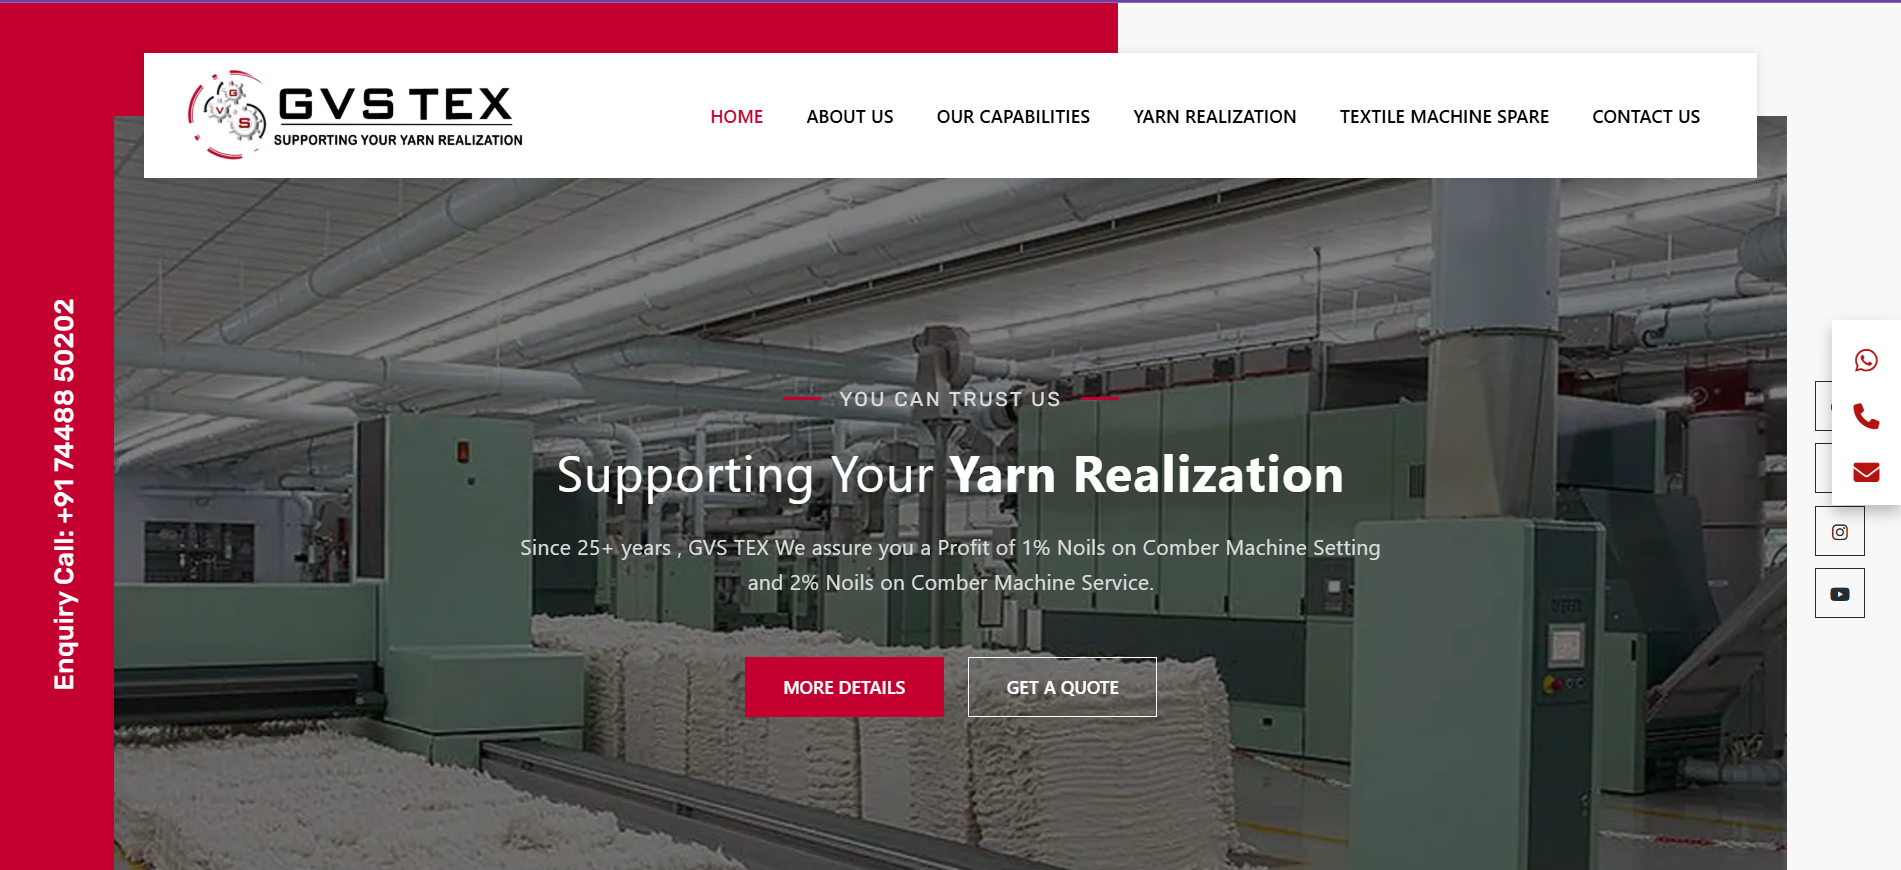 GVS TEX
SUPPORTING YOUR YARN REALIZATION
G
V
S
HOME
ABOUT US
OUR CAPABILITIES
YARN REALIZATION
TEXTILE MACHINE SPARE
CONTACT US
Enquiry Call: +91 74488 50202
YOU CAN TRUST US
Supporting Your Yarn Realization
Since 25+ years , GVS TEX We assure you a Profit of 1% Noils on Comber Machine Setting
and 2% Noils on Comber Machine Service.
MORE DETAILS
GET A QUOTE